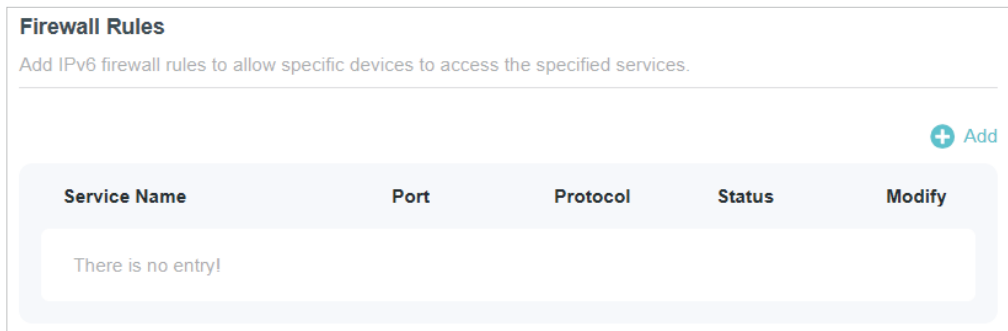 Firewall Rules
Add IPv6 firewall rules to allow specific devices to access the specified services.
Add
Service Name Port Protocol Status Modify
There is no entry!